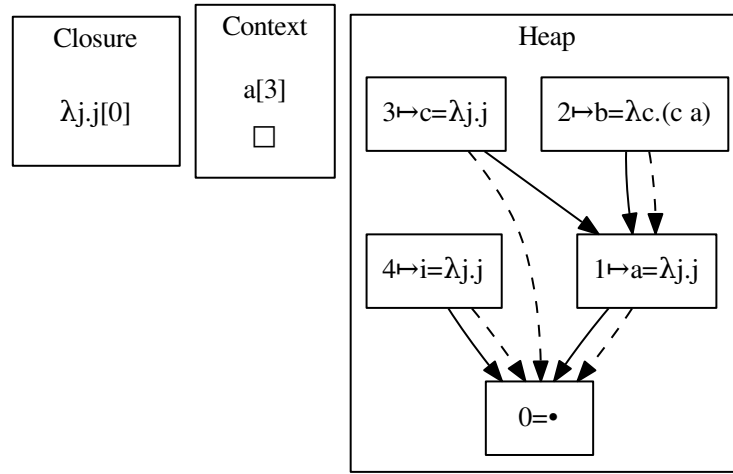 Closure
λj.j[0]
Context
a[3]
□
Heap
3↦c=λj.j
2↦b=λc.(c a)
4↦i=λj.j
1↦a=λj.j
0=•